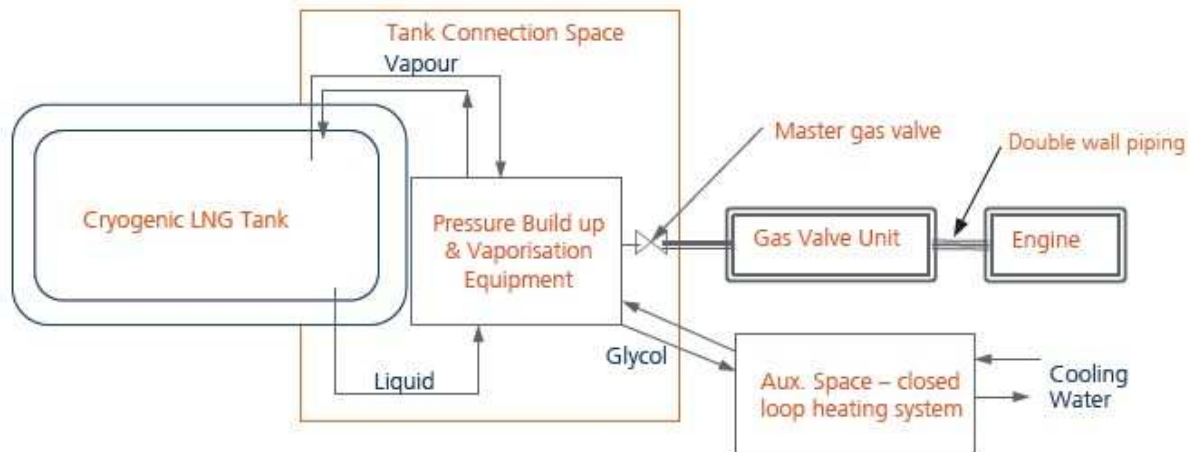 Tank Connection Space
Vapour
Master gas valve
Double wall piping
Cryogenic LNG Tank
Pressure Build up
& Vaporisation
Equipment
Gas Valve Unit
Engine
Glycol
Liquid
Aux. Space – closed
loop heating system
Cooling
Water